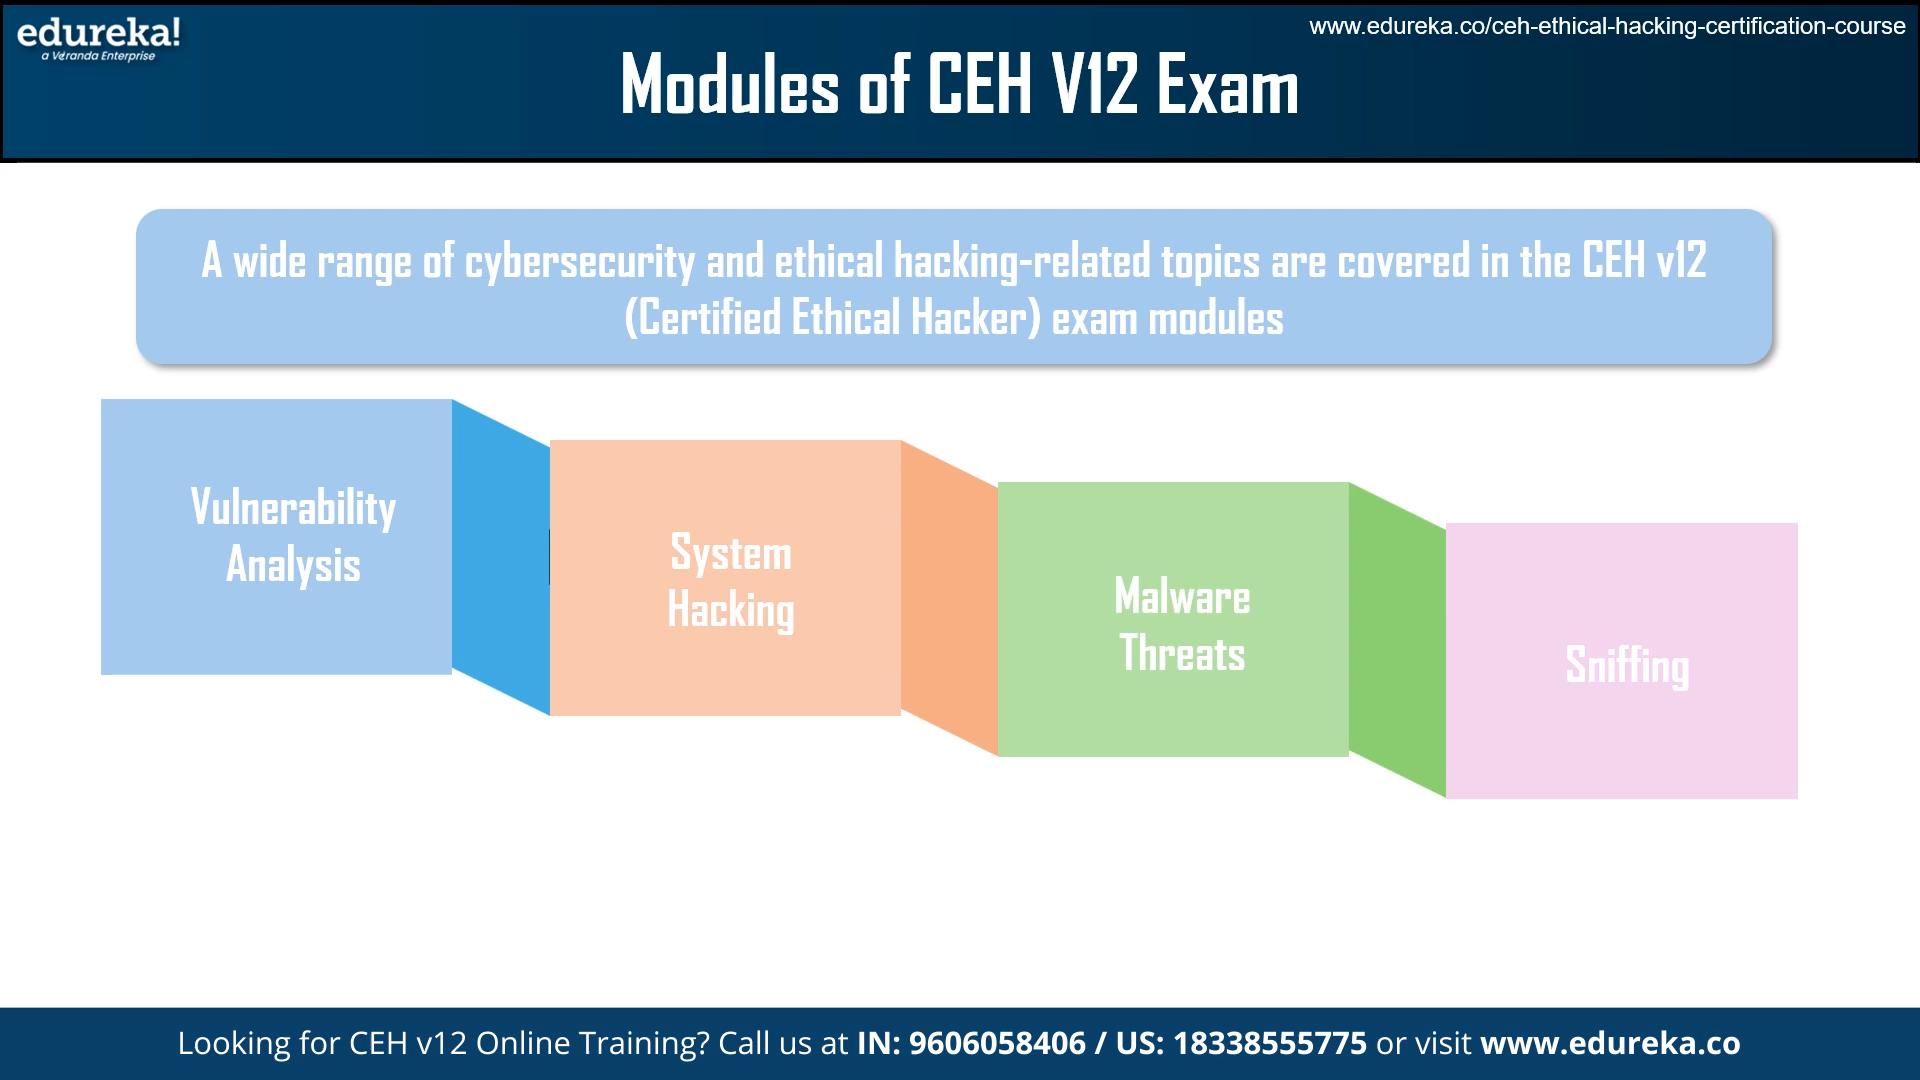 edureka!
a Veranda Enterprise
www.edureka.co/ceh-ethical-hacking-certification-course
Modules of CEH V12 Exam
A wide range of cybersecurity and ethical hacking-related topics are covered in the CEH v12
(Certified Ethical Hacker) exam modules
Vulnerability
Analysis
System
Hacking
Malware
Threats
Sniffing
Looking for CEH v12 Online Training? Call us at IN: 9606058406 / US: 18338555775 or visit www.edureka.co